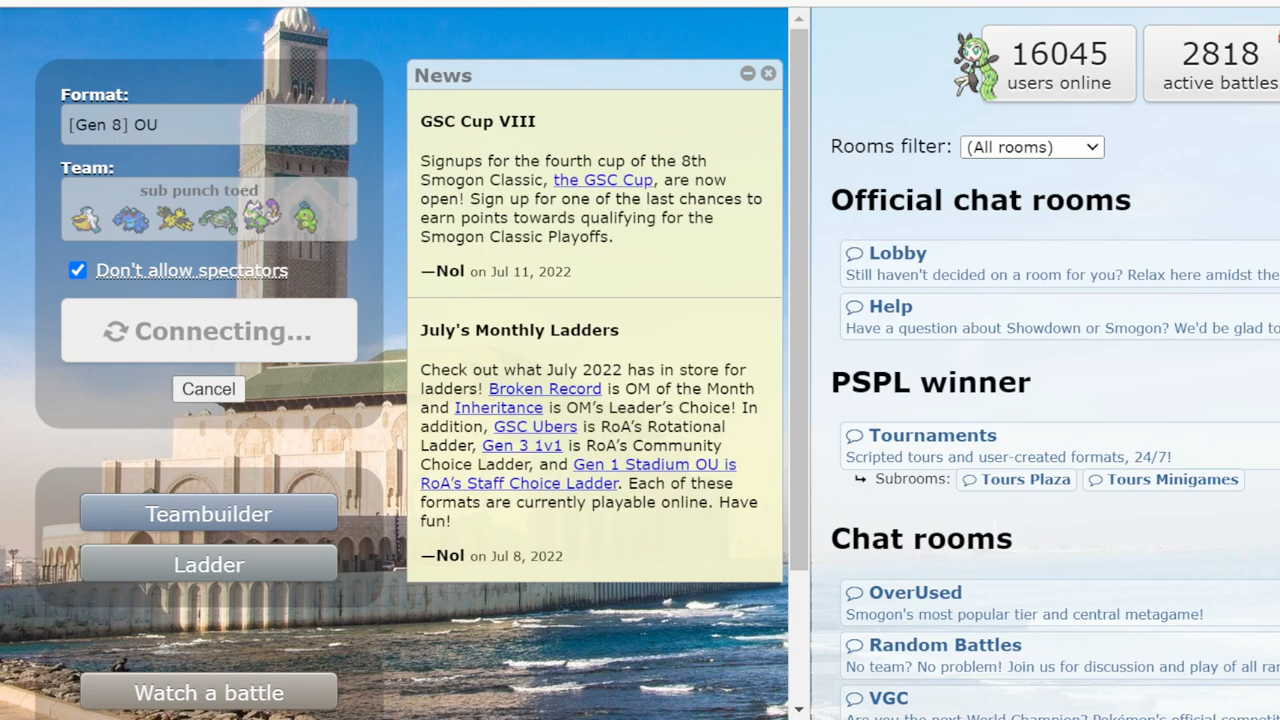 Format:
[Gen 8] OU
Team:
sub punch toed
Don't allow spectators
Connecting...
Cancel
Teambuilder
Ladder
Watch a battle
News
GSC Cup VIII
Signups for the fourth cup of the 8th
Smogon Classic, the GSC Cup, are now
open! Sign up for one of the last chances to
earn points towards qualifying for the
Smogon Classic Playoffs.
—Nol on Jul 11, 2022
July's Monthly Ladders
Check out what July 2022 has in store for
ladders! Broken Record is OM of the Month
and Inheritance is OM’s Leader’s Choice! In
addition, GSC Ubers is RoA’s Rotational
Ladder, Gen 3 1v1 is RoA’s Community
Choice Ladder, and Gen 1 Stadium OU is
RoA’s Staff Choice Ladder. Each of these
formats are currently playable online. Have
fun!
—Nol on Jul 8, 2022
16045
users online
2818
active battles
Rooms filter: (All rooms)
Official chat rooms
Lobby
Still haven't decided on a room for you? Relax here amidst the
Help
Have a question about Showdown or Smogon? We'd be glad to
PSPL winner
Tournaments
Scripted tours and user-created formats, 24/7!
Subrooms: Tours Plaza Tours Minigames
Chat rooms
OverUsed
Smogon's most popular tier and central metagame!
Random Battles
No team? No problem! Join us for discussion and play of all
VGC
Are you the next World Champion? Pokémon's official